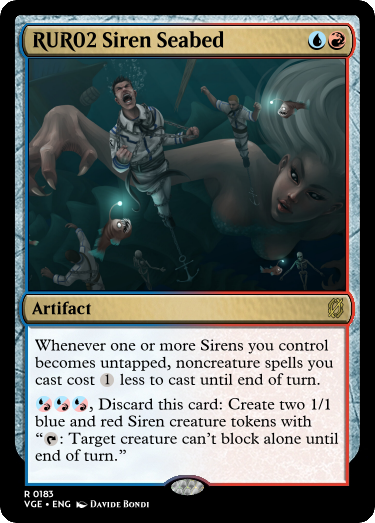 RUR02 Siren Seabed
Artifact
Whenever one or more Sirens you control
becomes untapped, noncreature spells you
cast cost 1 less to cast until end of turn.
, Discard this card: Create two 1/1
blue and red Siren creature tokens with
“: Target creature can’t block alone until
end of turn.”
R 0183
VGE • ENG Davide Bondi